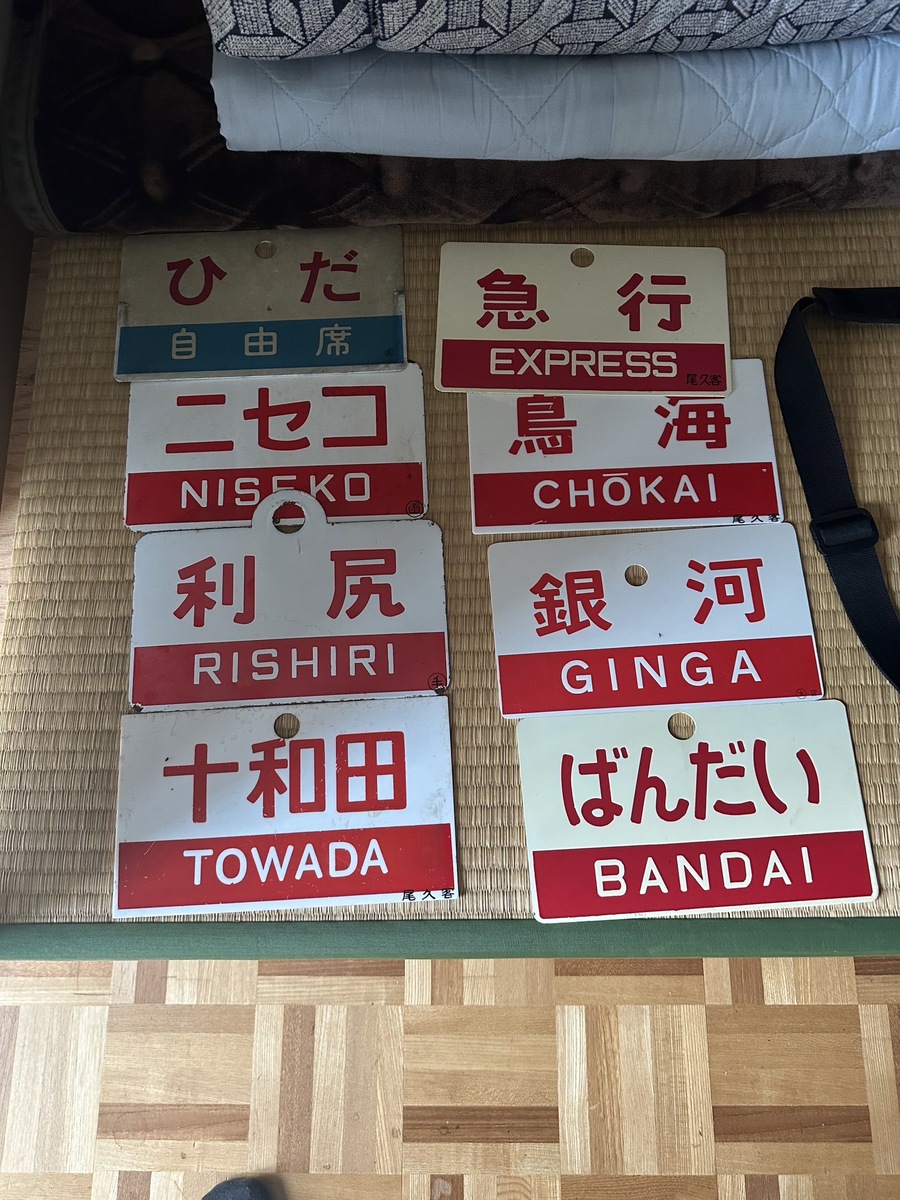 ひだ
自由席
急行
EXPRESS
尾久客
ニセコ
NISEKO
鳥海
CHŌKAI
尾久客
利尻
RISHIRI
銀河
GINGA
十和田
TOWADA
尾久客
ばんだい
BANDAI